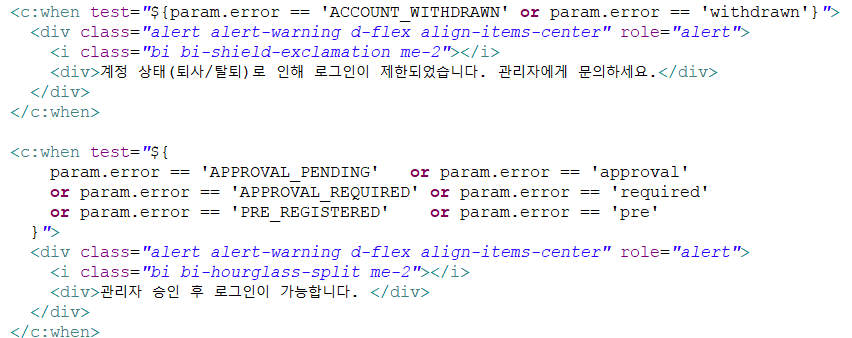 <c:when test="${param.error == 'ACCOUNT_WITHDRAWN' or param.error == 'withdrawn'}">
  <div class="alert alert-warning d-flex align-items-center" role="alert">
    <i class="bi bi-shield-exclamation me-2"></i>
    <div>계정 상태(퇴사/탈퇴)로 인해 로그인이 제한되었습니다. 관리자에게 문의하세요.</div>
  </div>
</c:when>

<c:when test="${
    param.error == 'APPROVAL_PENDING'   or param.error == 'approval'
    or param.error == 'APPROVAL_REQUIRED' or param.error == 'required'
    or param.error == 'PRE_REGISTERED'    or param.error == 'pre'
  }">
  <div class="alert alert-warning d-flex align-items-center" role="alert">
    <i class="bi bi-hourglass-split me-2"></i>
    <div>관리자 승인 후 로그인이 가능합니다. </div>
  </div>
</c:when>